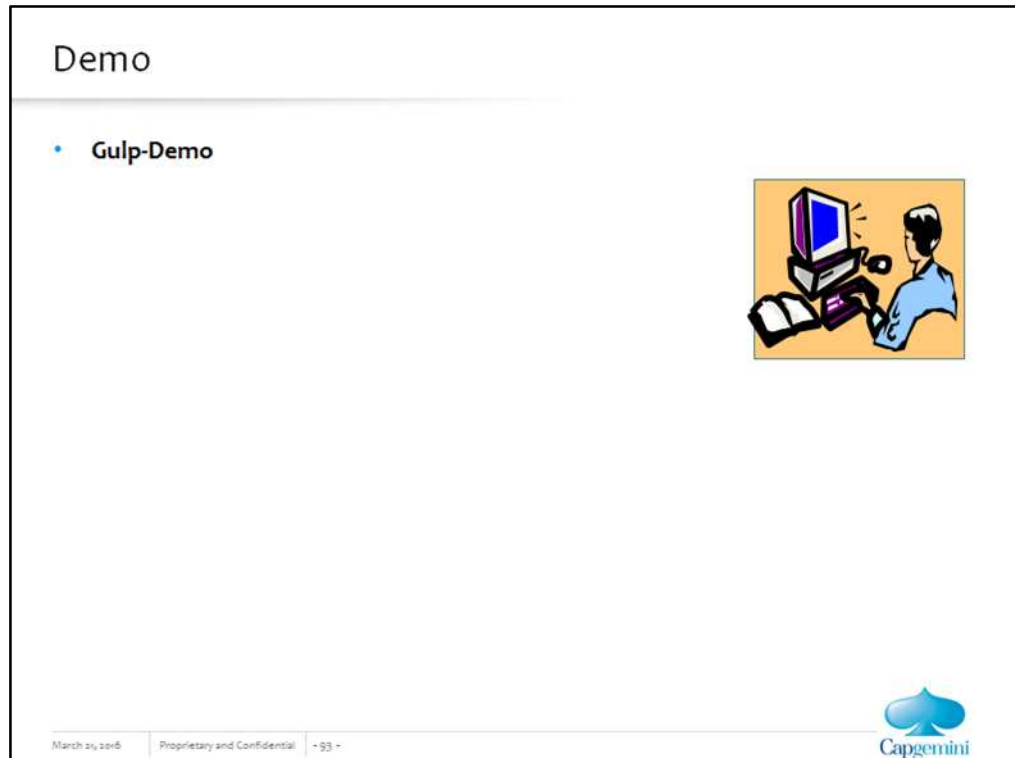 Demo
• Gulp-Demo
March 21, 2016 Proprietary and Confidential - 93 -
Capgemini